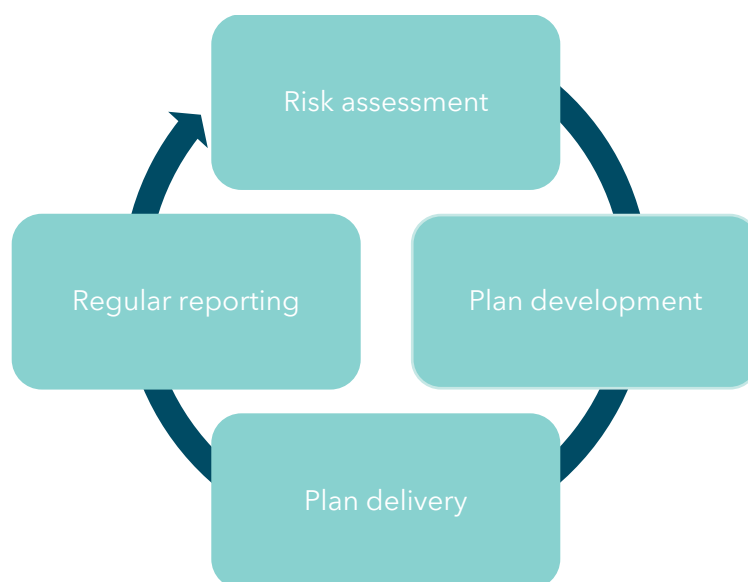 Risk assessment
Plan development
Plan delivery
Regular reporting